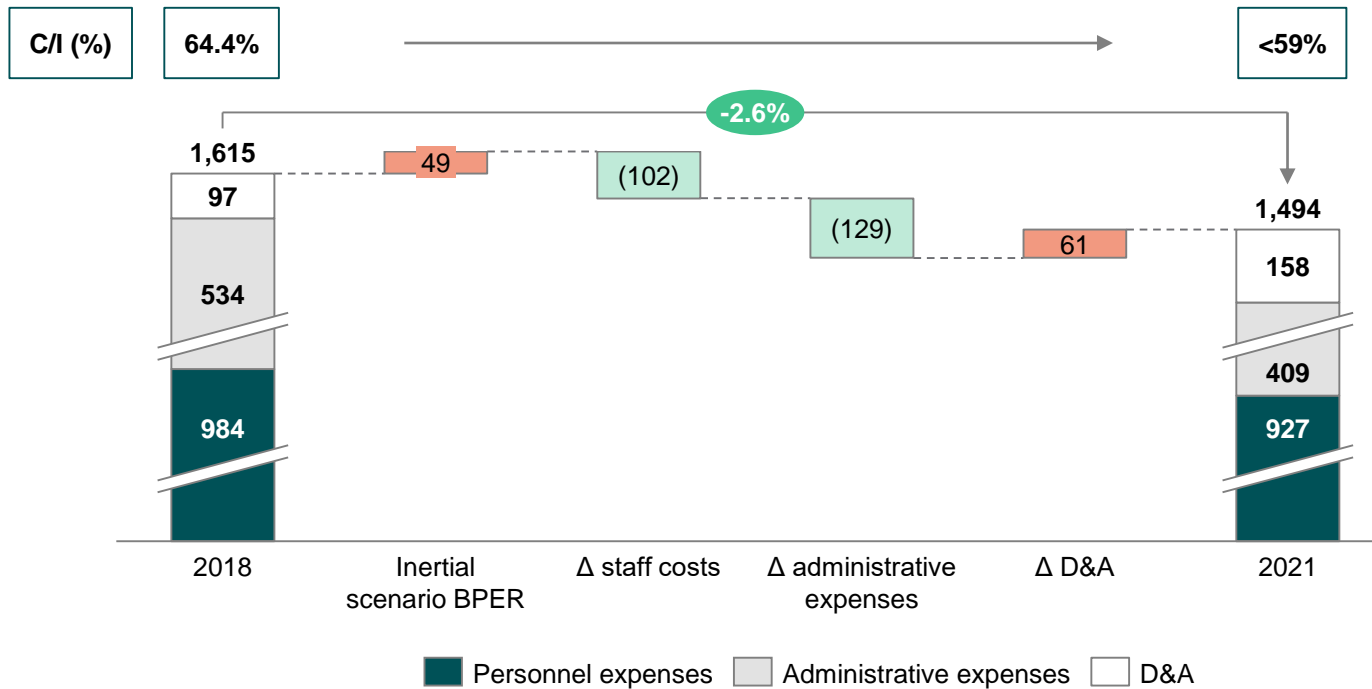 C/I (%)
64.4%
<59%
-2.6%
1,615
97
534
984
49
(102)
(129)
61
1,494
158
409
927
2018
Inertial
scenario BPER
Δ staff costs
Δ administrative
expenses
Δ D&A
2021
Personnel expenses
Administrative expenses
D&A